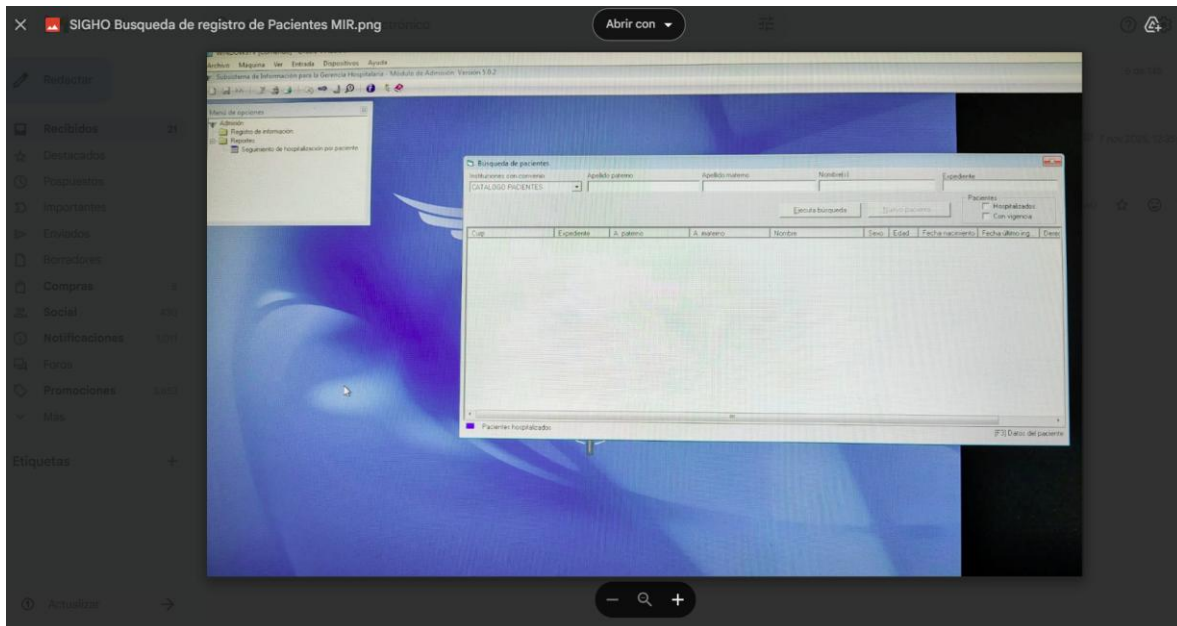 SIGHO Busqueda de registro de Pacientes MIR.png
Abrir con
Redactar
Recibidos 21
Destacados
Pospuestos
Importantes
Enviados
Borradores
Compras
Social
Notificaciones
Foros
Promociones
Más
Etiquetas
Actualizar
Archivo Maquina Ver Entrada Dispositivos Ayuda
Subsistema de Información para la Gerencia Hospitalaria - Módulo de Admisión Version 1.0.2
Menú de opciones
Admisión
Registro de información
Reportes
Seguimiento de hospitalización por paciente
Búsqueda de pacientes
Instituciones con convenio Apellido paterno Apellido materno Nombre(s) Expediente
CATALOGO PACIENTES
Ejecuta búsqueda Nuevo paciente
Pacientes
Hospitalizados
Con vigencia
Curp Expediente A. paterno A. materno Nombre Sexo Edad Fecha nacimiento Fecha último ing.
Pacientes hospitalizados
[F3] Datos del paciente